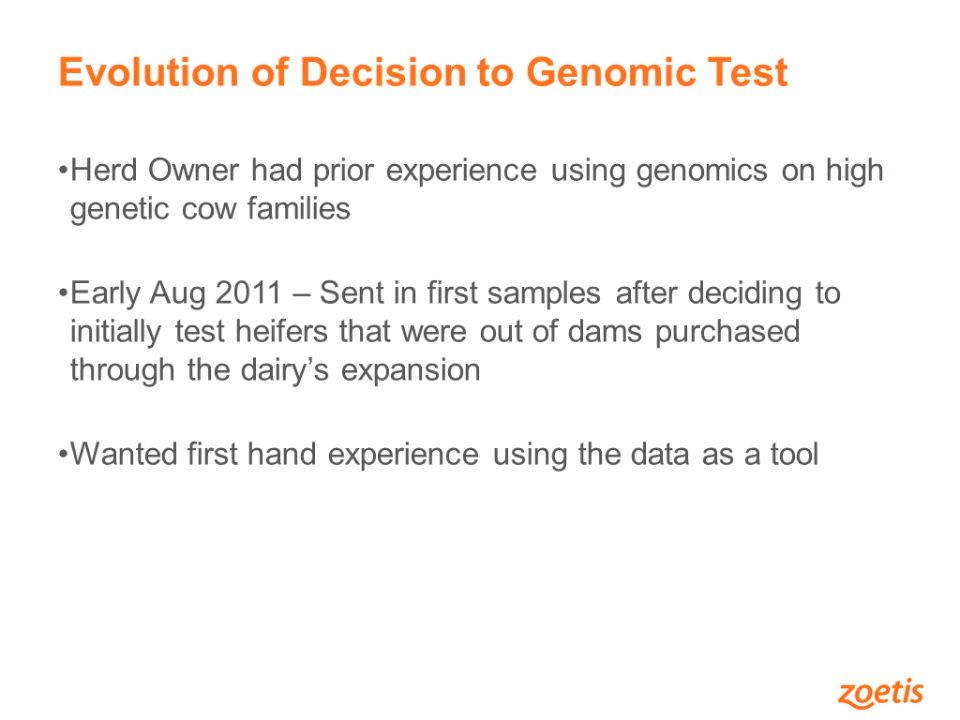 Evolution of Decision to Genomic Test
•Herd Owner had prior experience using genomics on high
genetic cow families
•Early Aug 2011 – Sent in first samples after deciding to
initially test heifers that were out of dams purchased
through the dairy’s expansion
•Wanted first hand experience using the data as a tool
zoetis